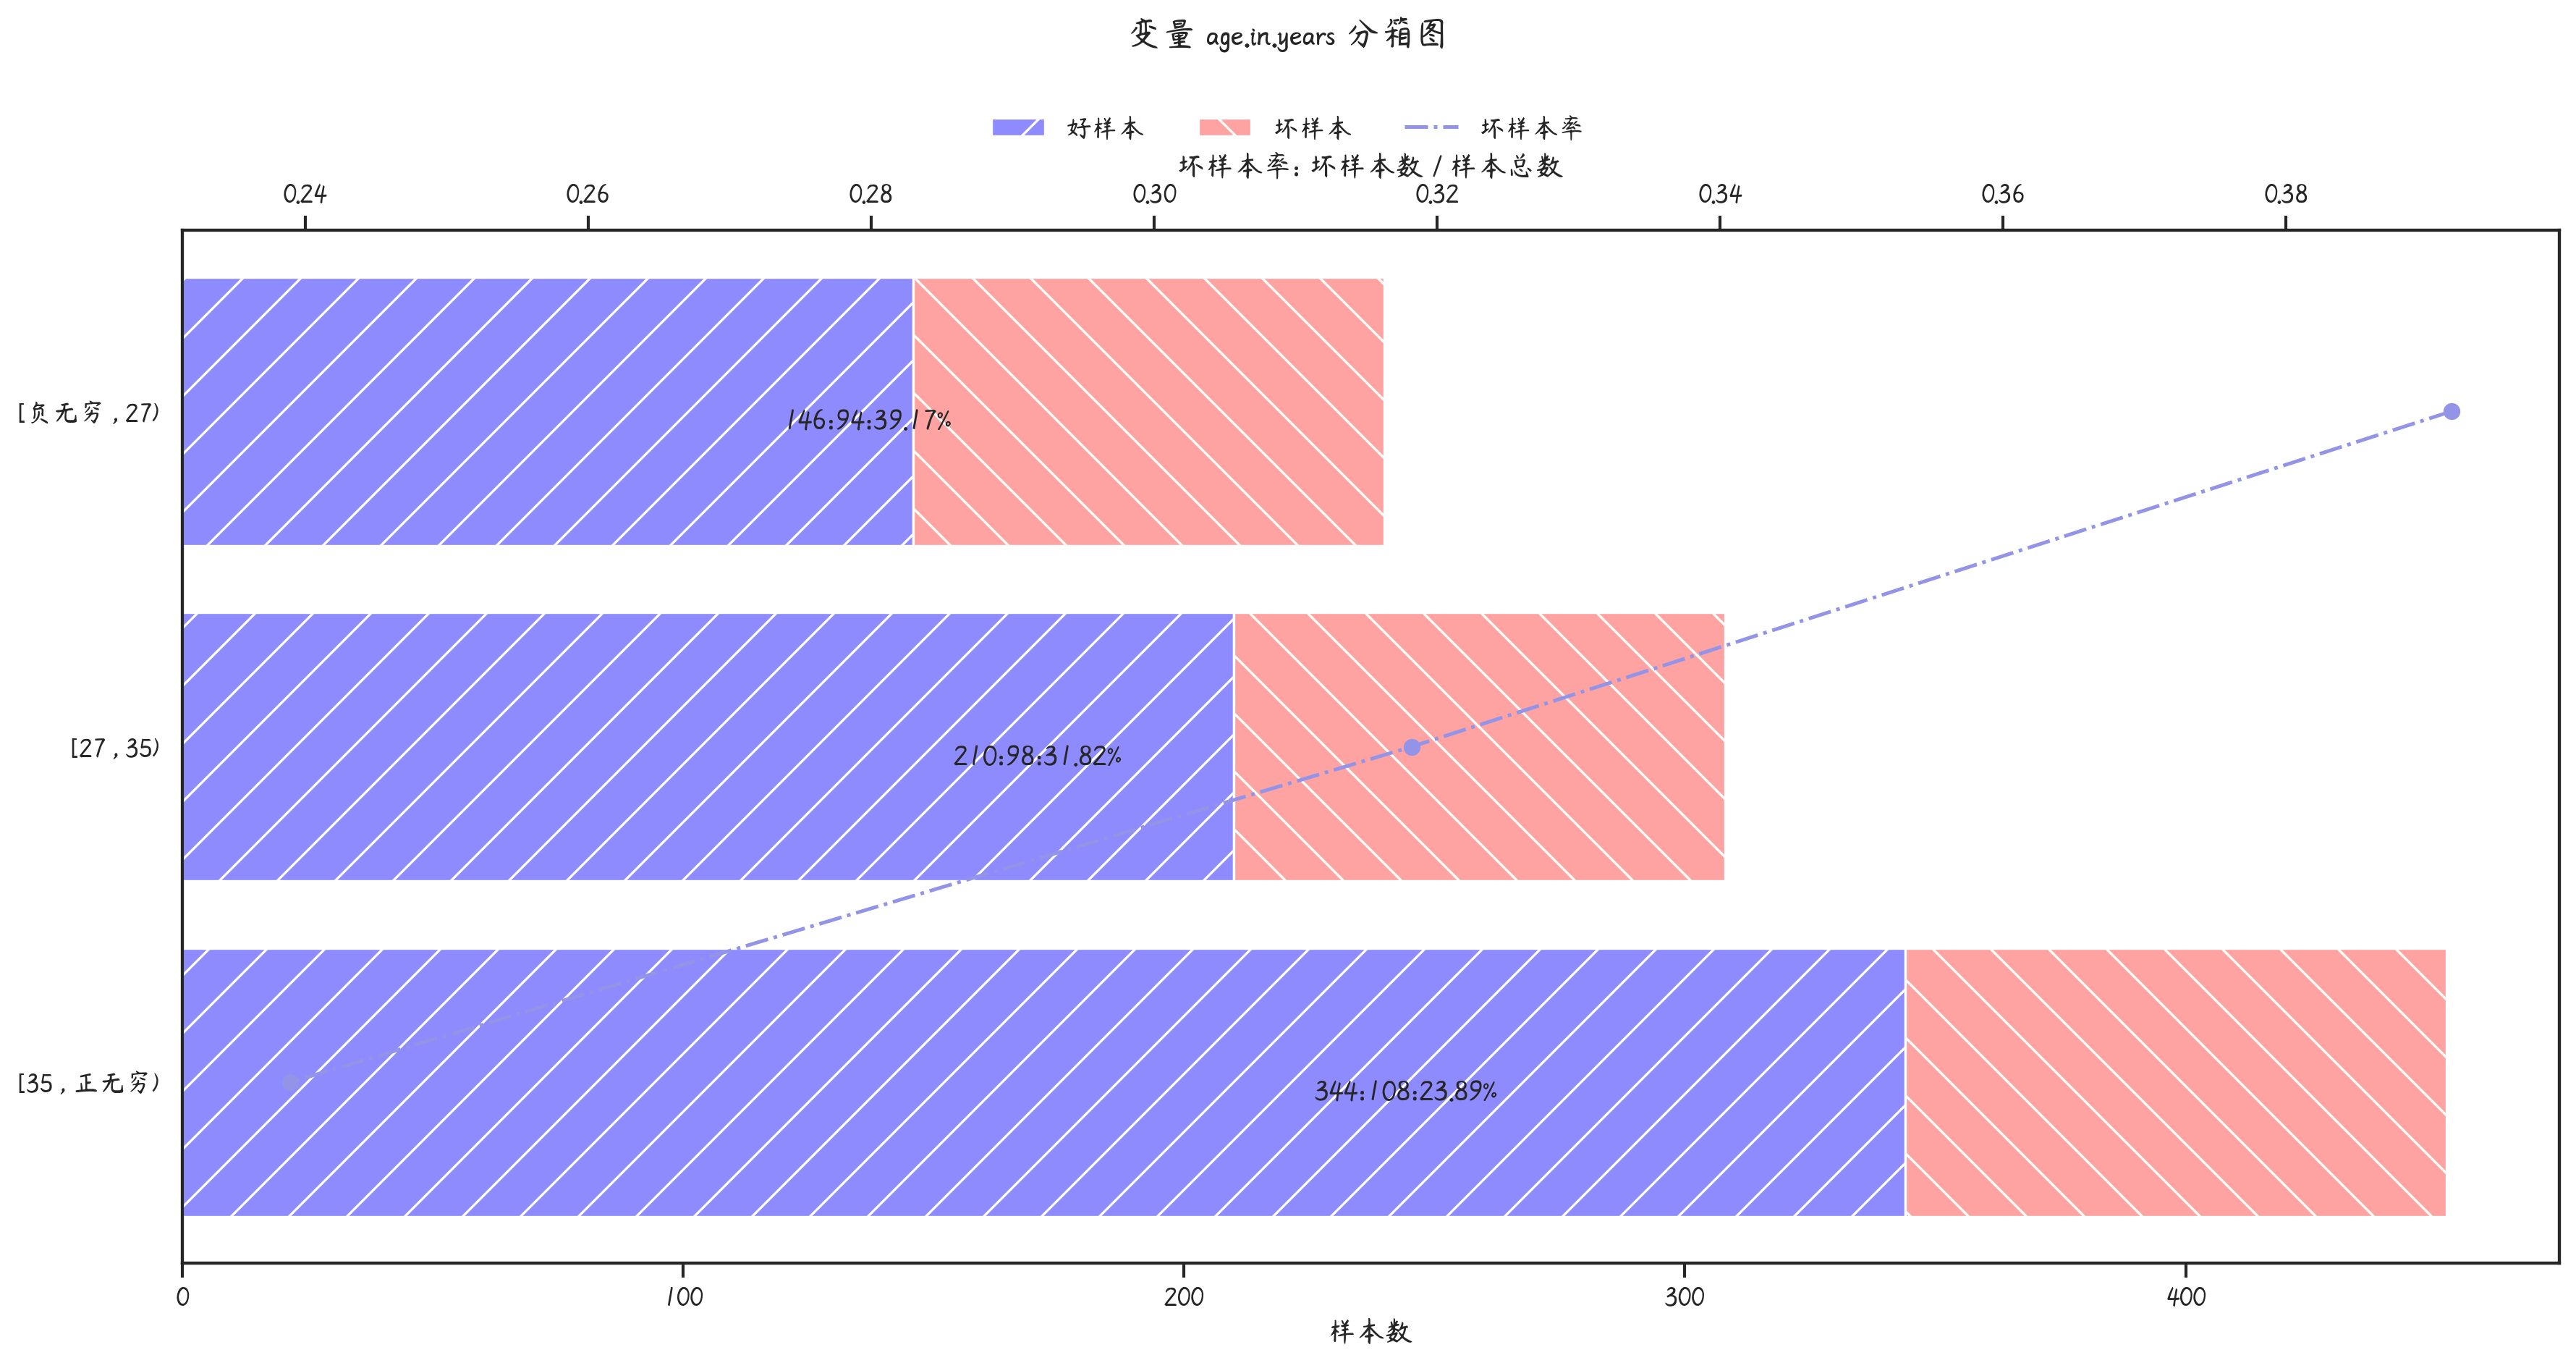 变量 age.in.years 分箱图
好样本 坏样本 坏样本率
坏样本率: 坏样本数 / 样本总数
0.24 0.26 0.28 0.30 0.32 0.34 0.36 0.38
[负无穷 , 27)
146:94:39.17%
[27 , 35)
210:98:31.82%
[35 , 正无穷)
344:108:23.89%
0 100 200 300 400
样本数